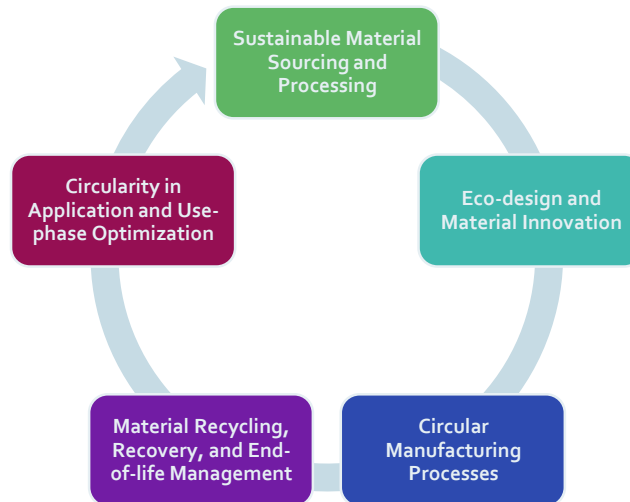 Sustainable Material
Sourcing and
Processing
Eco-design and
Material Innovation
Circular
Manufacturing
Processes
Material Recycling,
Recovery, and End-
of-life Management
Circularity in
Application and Use-
phase Optimization